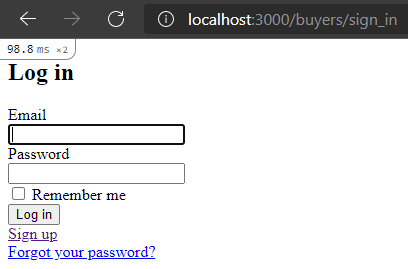 localhost:3000/buyers/sign_in
98.8 ms ×2
Log in
Email
Password
Remember me
Log in
Sign up
Forgot your password?